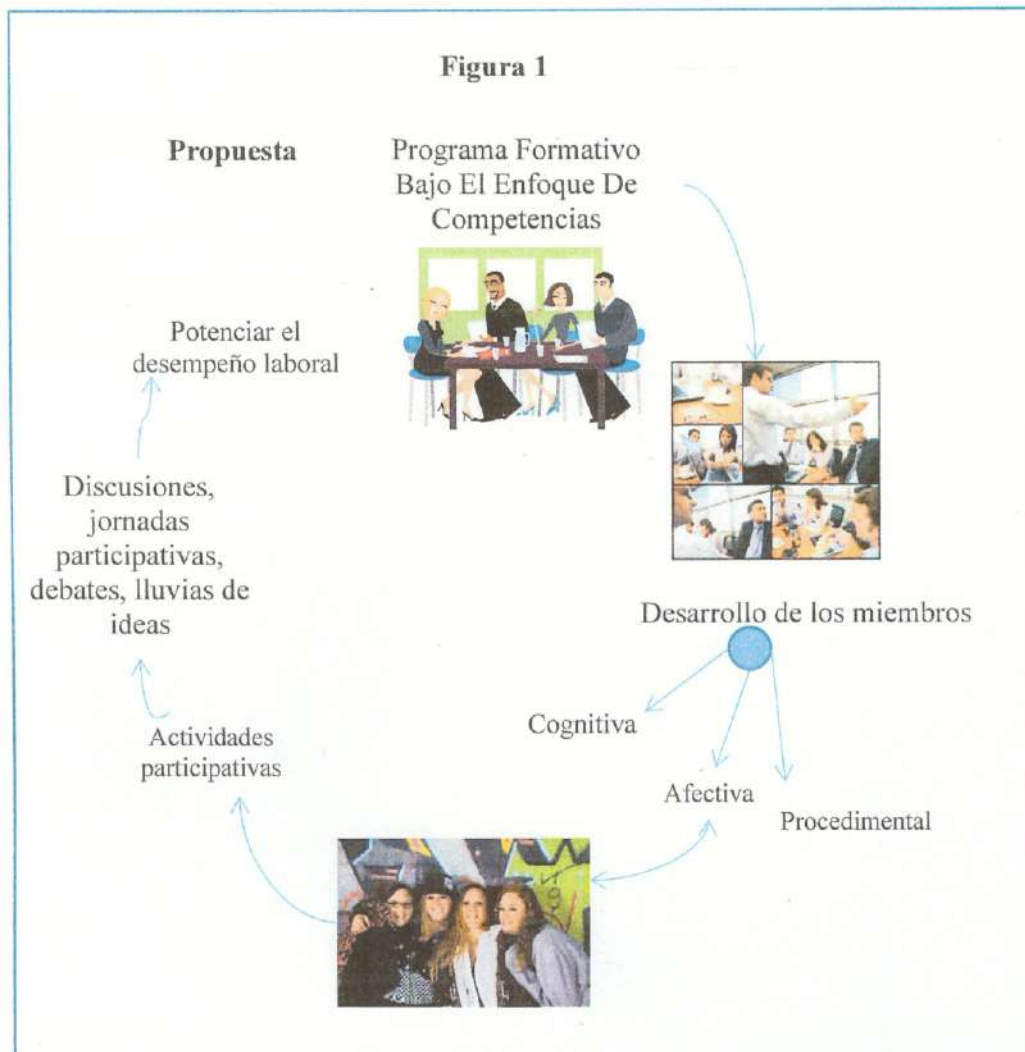 Figura 1
Propuesta
Programa Formativo
Bajo El Enfoque De
Competencias
Potenciar el
desempeño laboral
Discusiones,
jornadas
participativas,
debates, lluvias de
ideas
Desarrollo de los miembros
Cognitiva
Afectiva
Procedimental
Actividades
participativas